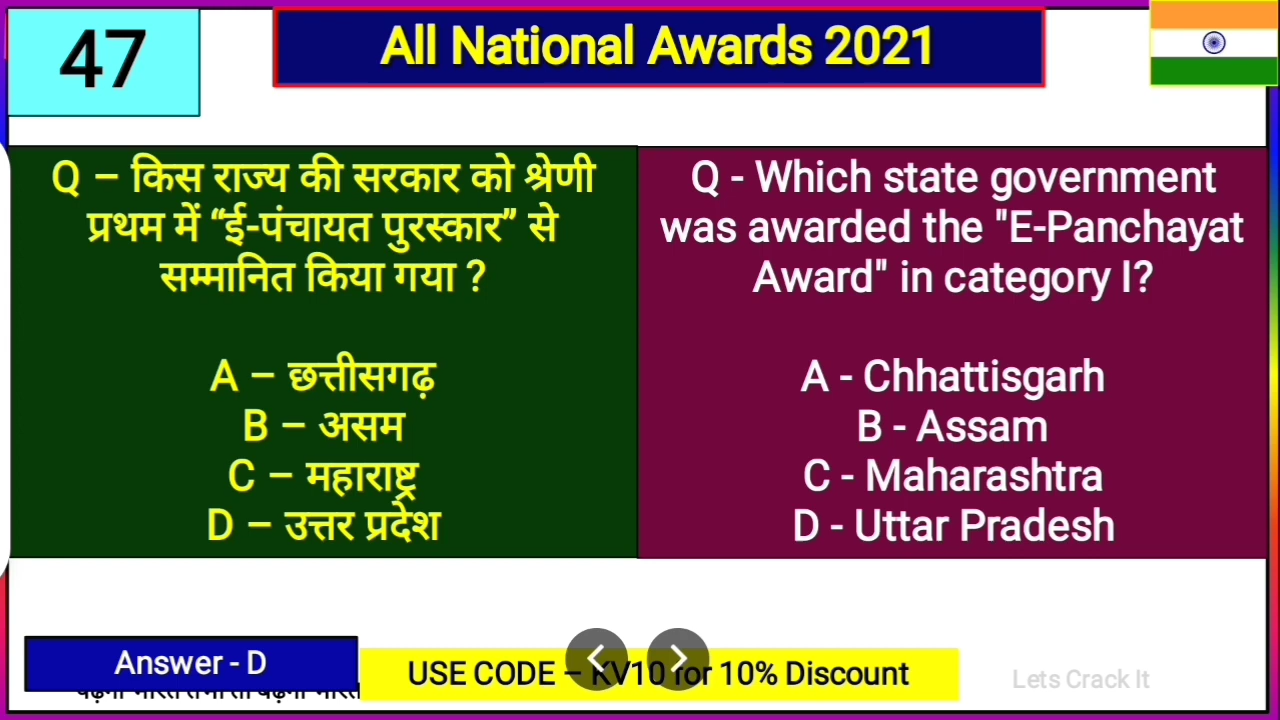 47
All National Awards 2021
Q – किस राज्य की सरकार को श्रेणी
प्रथम में “ई-पंचायत पुरस्कार” से
सम्मानित किया गया ?
A – छत्तीसगढ़
B – असम
C – महाराष्ट्र
D – उत्तर प्रदेश
Q - Which state government
was awarded the "E-Panchayat
Award" in category I?
A - Chhattisgarh
B - Assam
C - Maharashtra
D - Uttar Pradesh
Answer - D
USE CODE – KV10 for 10% Discount
Lets Crack It